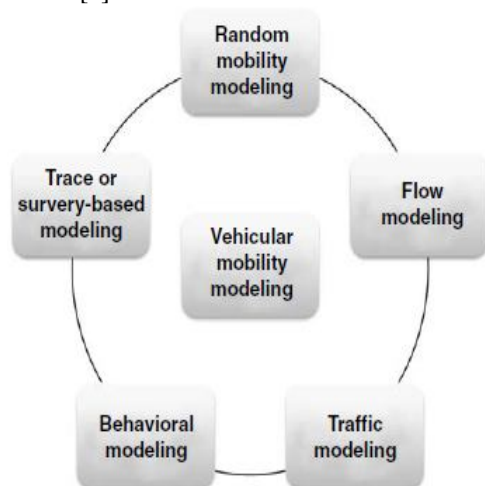 Random
mobility
modeling
Trace or
survery-based
modeling
Flow
modeling
Vehicular
mobility
modeling
Behavioral
modeling
Traffic
modeling